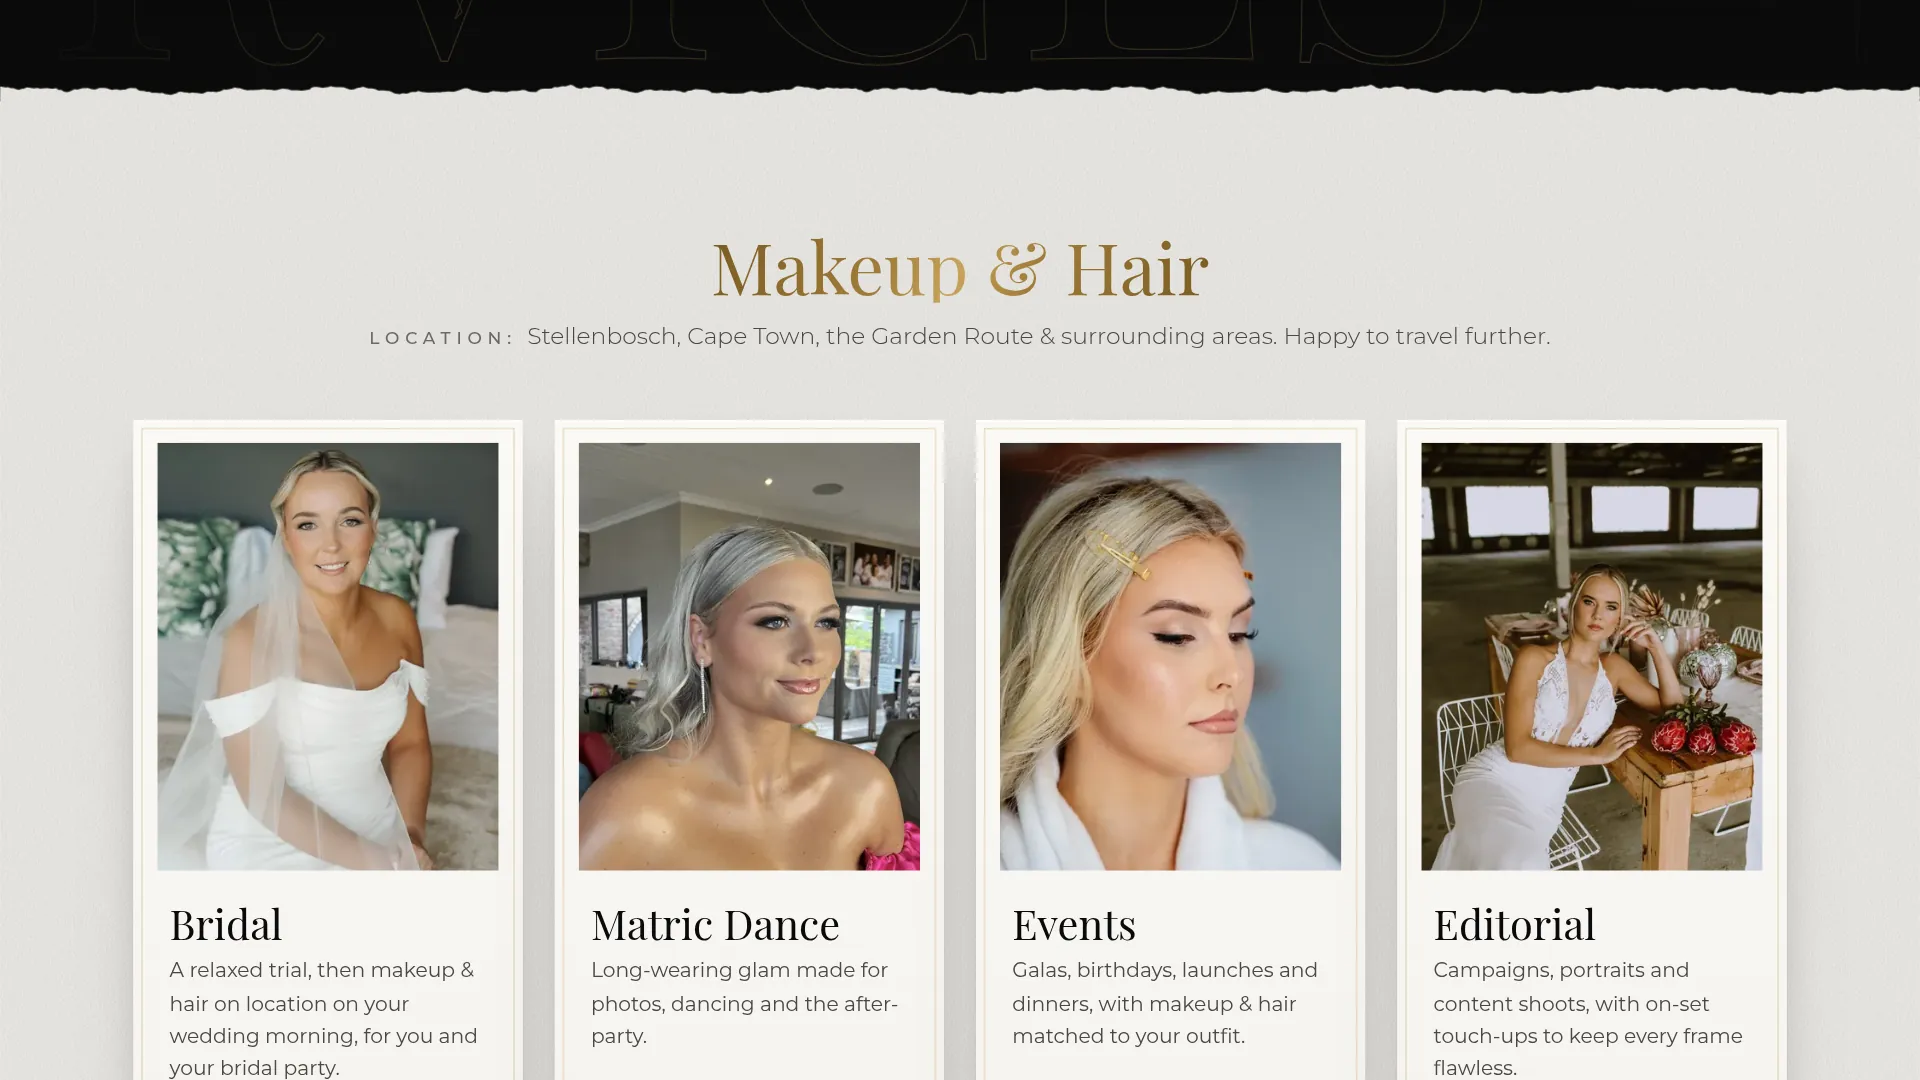 RVICES
Makeup & Hair
LOCATION: Stellenbosch, Cape Town, the Garden Route & surrounding areas. Happy to travel further.
Bridal
A relaxed trial, then makeup &
hair on location on your
wedding morning, for you and
your bridal party.
Matric Dance
Long-wearing glam made for
photos, dancing and the after-
party.
Events
Galas, birthdays, launches and
dinners, with makeup & hair
matched to your outfit.
Editorial
Campaigns, portraits and
content shoots, with on-set
touch-ups to keep every frame
flawless.